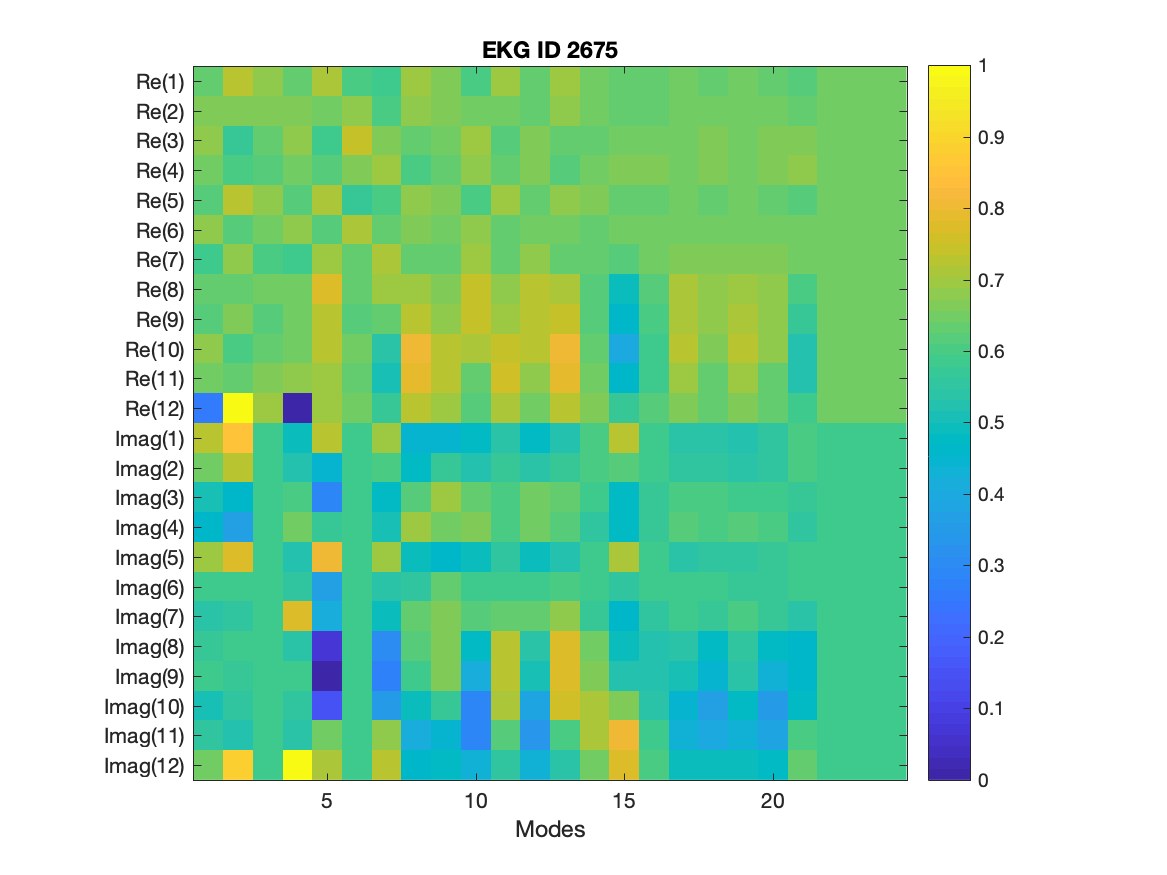 EKG ID 2675
Re(1)
Re(2)
Re(3)
Re(4)
Re(5)
Re(6)
Re(7)
Re(8)
Re(9)
Re(10)
Re(11)
Re(12)
Imag(1)
Imag(2)
Imag(3)
Imag(4)
Imag(5)
Imag(6)
Imag(7)
Imag(8)
Imag(9)
Imag(10)
Imag(11)
Imag(12)
5 10 15 20
Modes
1
0.9
0.8
0.7
0.6
0.5
0.4
0.3
0.2
0.1
0